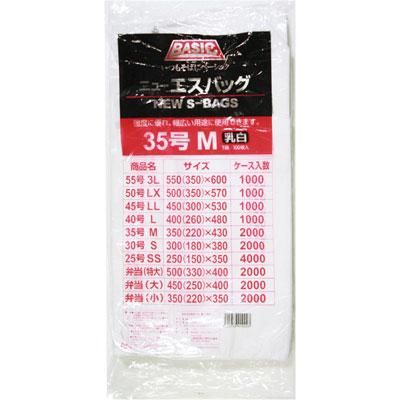 BASIC
いつもそばにベーシック
ニューエスバッグ
NEW S-BAGS
強度に優れ、幅広い用途に使用できます。
35号 M 乳白
1袋 100枚入
商品名 サイズ ケース入数
55号 3L 550(350)×600 1000
50号 LX 500(350)×570 1000
45号 LL 450(300)×530 1000
40号 L 400(260)×480 1000
35号 M 350(220)×430 2000
30号 S 300(180)×380 2000
25号 SS 250(150)×350 4000
弁当(特大) 500(330)×400 2000
弁当(大) 450(250)×400 2000
弁当(小) 350(220)×350 2000